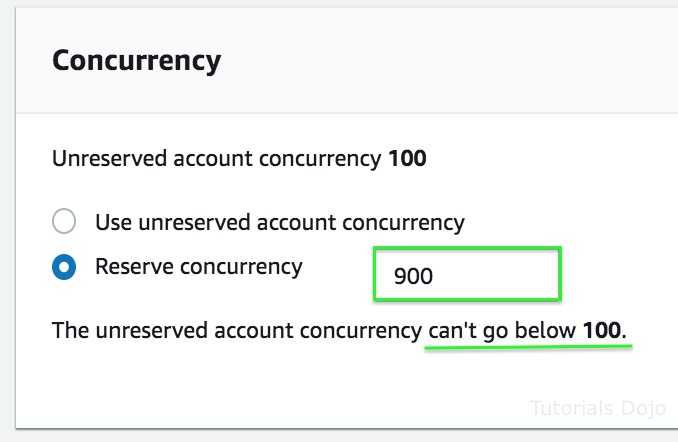 Concurrency
Unreserved account concurrency 100
Use unreserved account concurrency
Reserve concurrency 900
The unreserved account concurrency can't go below 100.
Tutorials Dojo